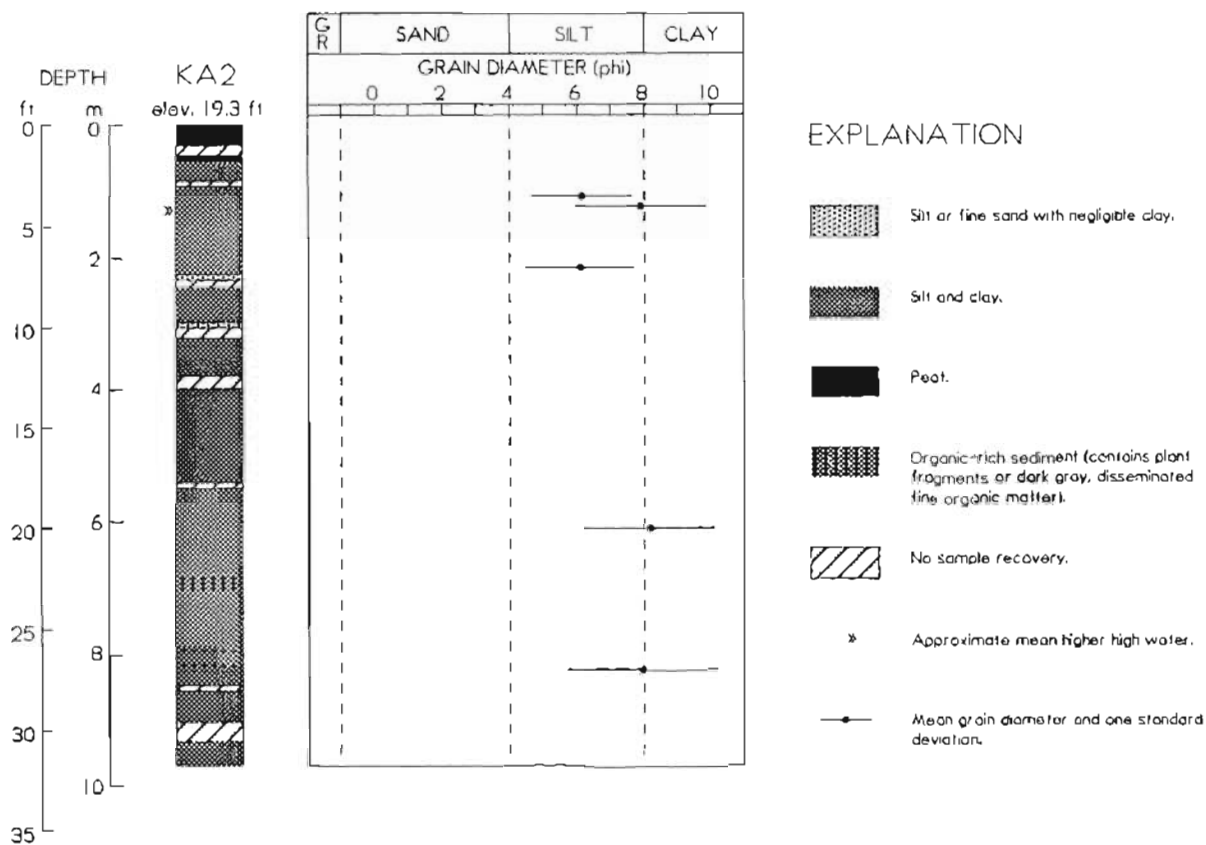 G
R
SAND
SILT
CLAY
GRAIN DIAMETER (phi)
0 2 4 6 8 10
DEPTH
ft m
KA2
elev. 19.3 ft
0
5
10
15
20
25
30
35
0
2
4
6
8
10
EXPLANATION
Silt or fine sand with negligible clay.
Silt and clay.
Peat.
Organic-rich sediment (contains plant
fragments or dark gray, disseminated
fine organic matter).
No sample recovery.
» Approximate mean higher high water.
Mean grain diameter and one standard
deviation.